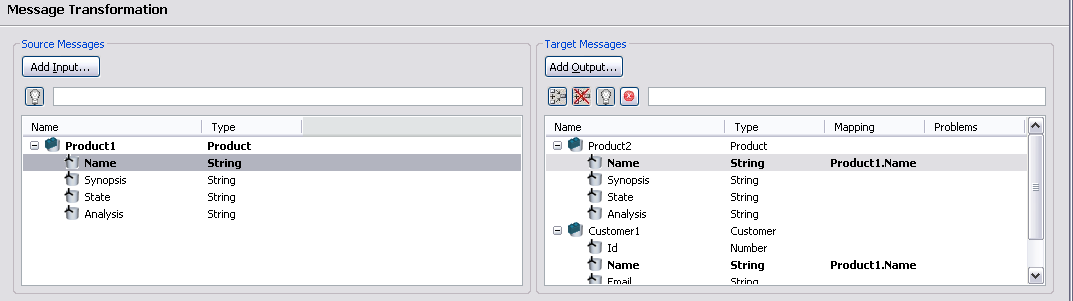 Message Transformation
Source Messages
Add Input...
Name Type
Product1 Product
Name String
Synopsis String
State String
Analysis String
Target Messages
Add Output...
Name Type Mapping Problems
Product2 Product
Name String Product1.Name
Synopsis String
State String
Analysis String
Customer1 Customer
Id Number
Name String Product1.Name
Email String